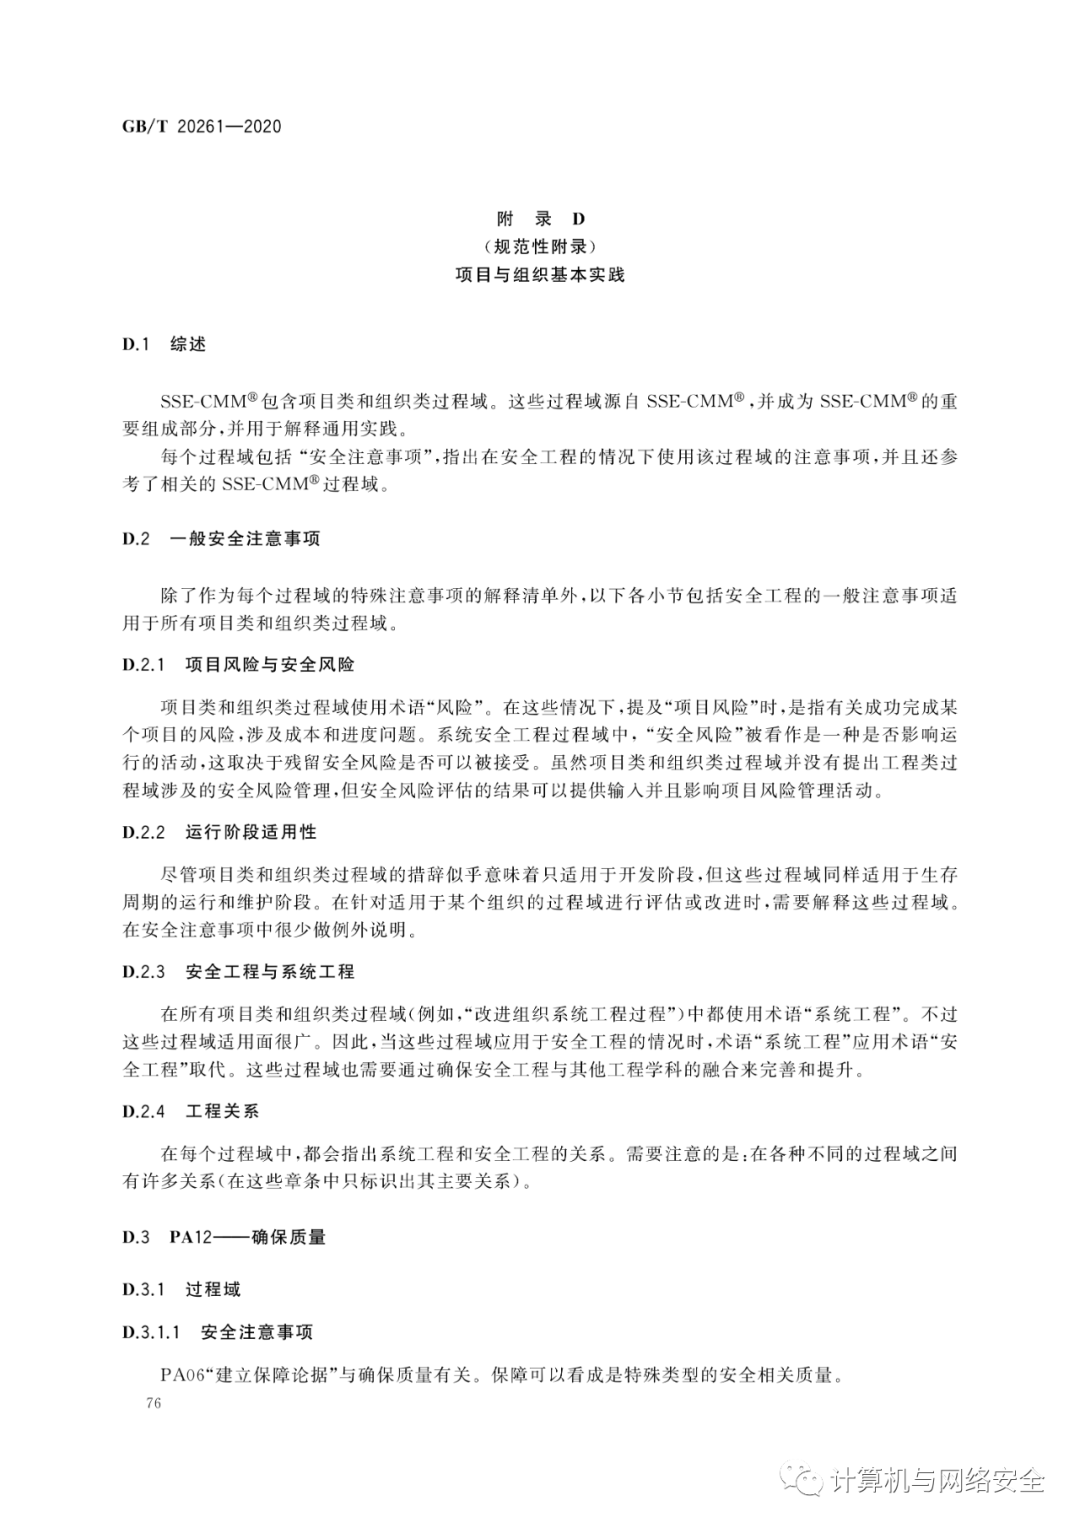 GB/T 20261—2020
附 录 D
（规范性附录）
项目与组织基本实践
D.1 综述
SSE-CMM®包含项目类和组织类过程域。这些过程域源自 SSE-CMM®，并成为 SSE-CMM®的重
要组成部分，并用于解释通用实践。
每个过程域包括 “安全注意事项”，指出在安全工程的情况下使用该过程域的注意事项，并且还参
考了相关的 SSE-CMM®过程域。
D.2 一般安全注意事项
除了作为每个过程域的特殊注意事项的解释清单外，以下各小节包括安全工程的一般注意事项适
用于所有项目类和组织类过程域。
D.2.1 项目风险与安全风险
项目类和组织类过程域使用术语“风险”。在这些情况下，提及“项目风险”时，是指有关成功完成某
个项目的风险，涉及成本和进度问题。系统安全工程过程域中，“安全风险”被看作是一种是否影响运
行的活动，这取决于残留安全风险是否可以被接受。虽然项目类和组织类过程域并没有提出工程类过
程域涉及的安全风险管理，但安全风险评估的结果可以提供输入并且影响项目风险管理活动。
D.2.2 运行阶段适用性
尽管项目类和组织类过程域的措辞似乎意味着只适用于开发阶段，但这些过程域同样适用于生存
周期的运行和维护阶段。在针对适用于某个组织的过程域进行评估或改进时，需要解释这些过程域。
在安全注意事项中很少做例外说明。
D.2.3 安全工程与系统工程
在所有项目类和组织类过程域（例如，“改进组织系统工程过程”）中都使用术语“系统工程”。不过
这些过程域适用面很广。因此，当这些过程域应用于安全工程的情况时，术语“系统工程”应用术语“安
全工程”取代。这些过程域也需要通过确保安全工程与其他工程学科的融合来完善和提升。
D.2.4 工程关系
在每个过程域中，都会指出系统工程和安全工程的关系。需要注意的是：在各种不同的过程域之间
有许多关系（在这些章条中只标识出其主要关系）。
D.3 PA12——确保质量
D.3.1 过程域
D.3.1.1 安全注意事项
PA06“建立保障论据”与确保质量有关。保障可以看成是特殊类型的安全相关质量。
76
计算机与网络安全